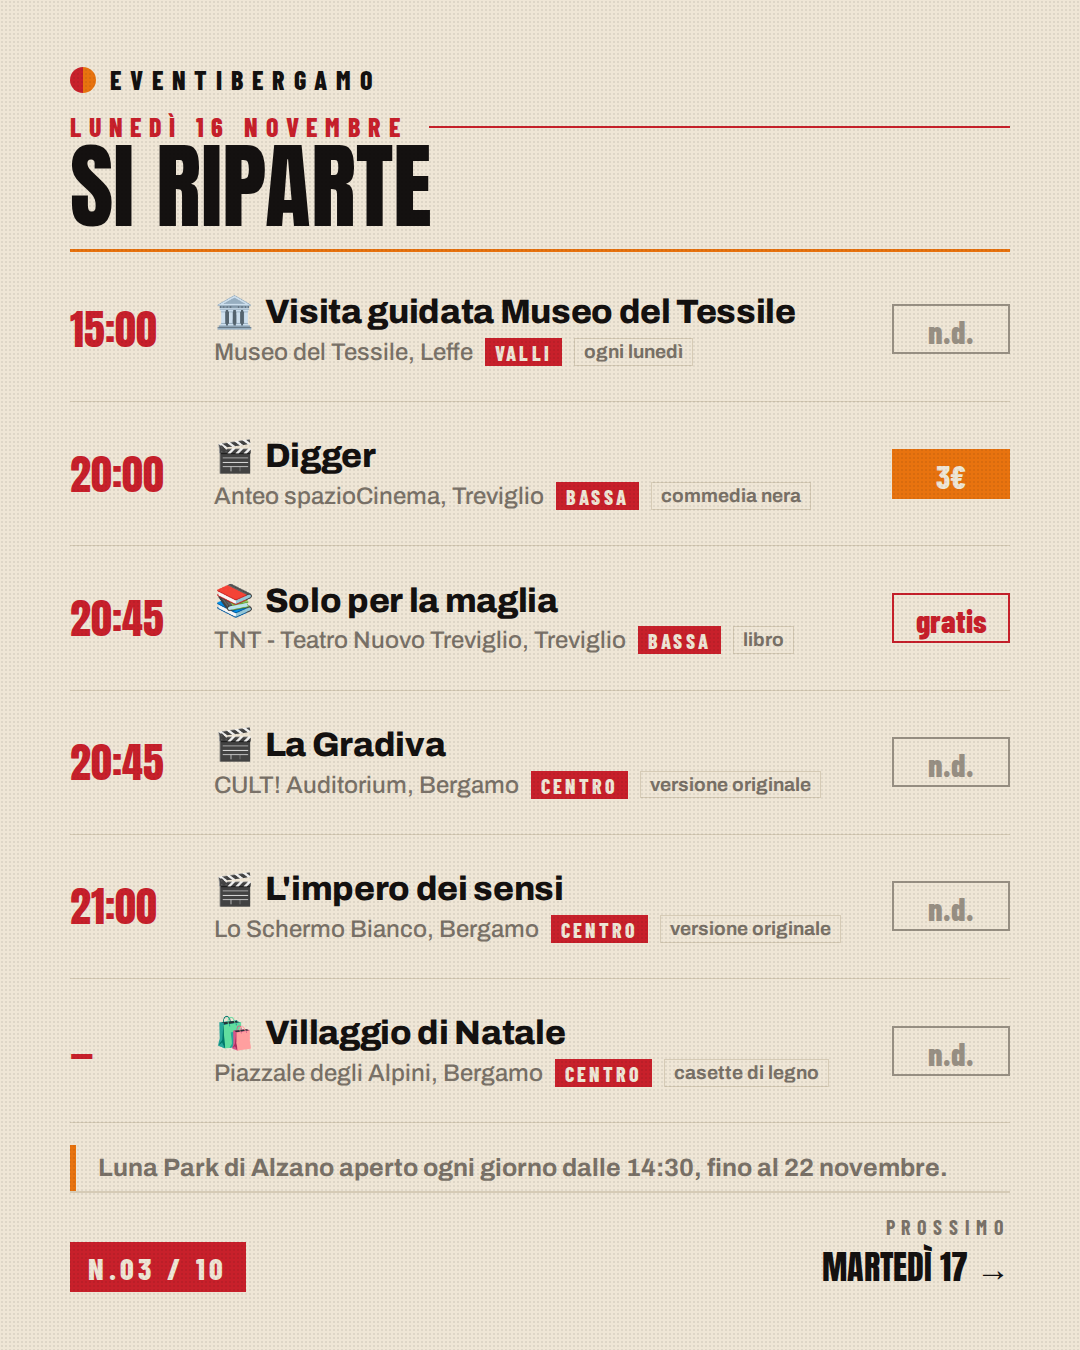 EVENTIBERGAMO
LUNEDÌ 16 NOVEMBRE
SI RIPARTE
15:00
Visita guidata Museo del Tessile
Museo del Tessile, Leffe VALLI ogni lunedì
n.d.
20:00
Digger
Anteo spazioCinema, Treviglio BASSA commedia nera
3€
20:45
Solo per la maglia
TNT - Teatro Nuovo Treviglio, Treviglio BASSA libro
gratis
20:45
La Gradiva
CULT! Auditorium, Bergamo CENTRO versione originale
n.d.
21:00
L'impero dei sensi
Lo Schermo Bianco, Bergamo CENTRO versione originale
n.d.
–
Villaggio di Natale
Piazzale degli Alpini, Bergamo CENTRO casette di legno
n.d.
Luna Park di Alzano aperto ogni giorno dalle 14:30, fino al 22 novembre.
N.03 / 10
PROSSIMO
MARTEDÌ 17 →